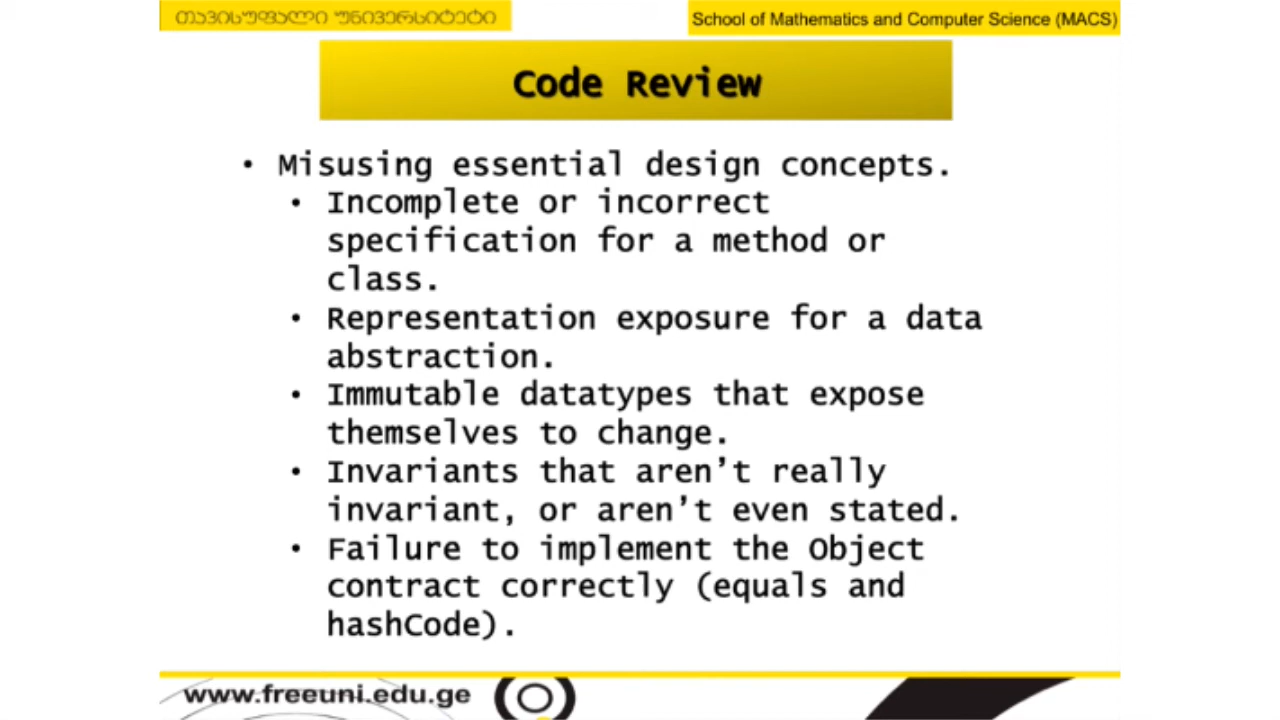 თავისუფალი უნივერსიტეტი
School of Mathematics and Computer Science (MACS)
Code Review
• Misusing essential design concepts.
• Incomplete or incorrect
specification for a method or
class.
• Representation exposure for a data
abstraction.
• Immutable datatypes that expose
themselves to change.
• Invariants that aren’t really
invariant, or aren’t even stated.
• Failure to implement the Object
contract correctly (equals and
hashCode).
www.freeuni.edu.ge